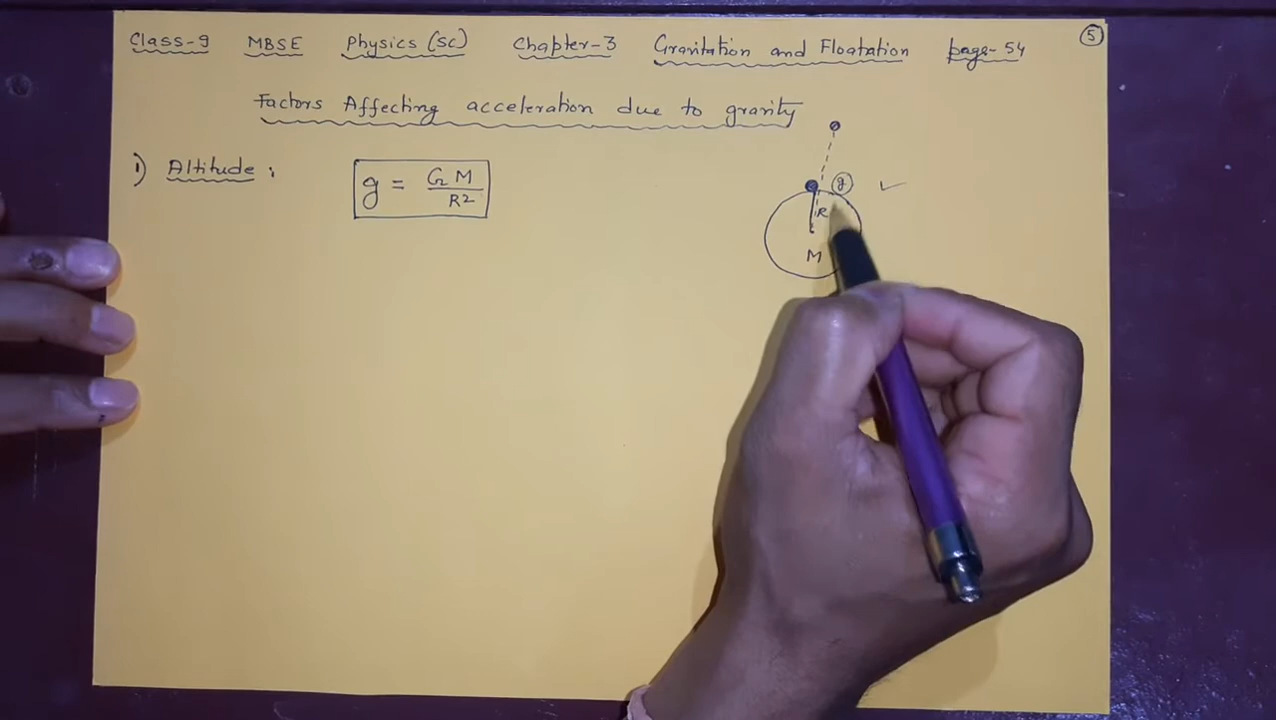 Class-9 MBSE Physics (SC) Chapter-3 Gravitation and Floatation page-54
5
Factors Affecting acceleration due to gravity
1) Altitude :
g = GM / R²
g ✓
R
M